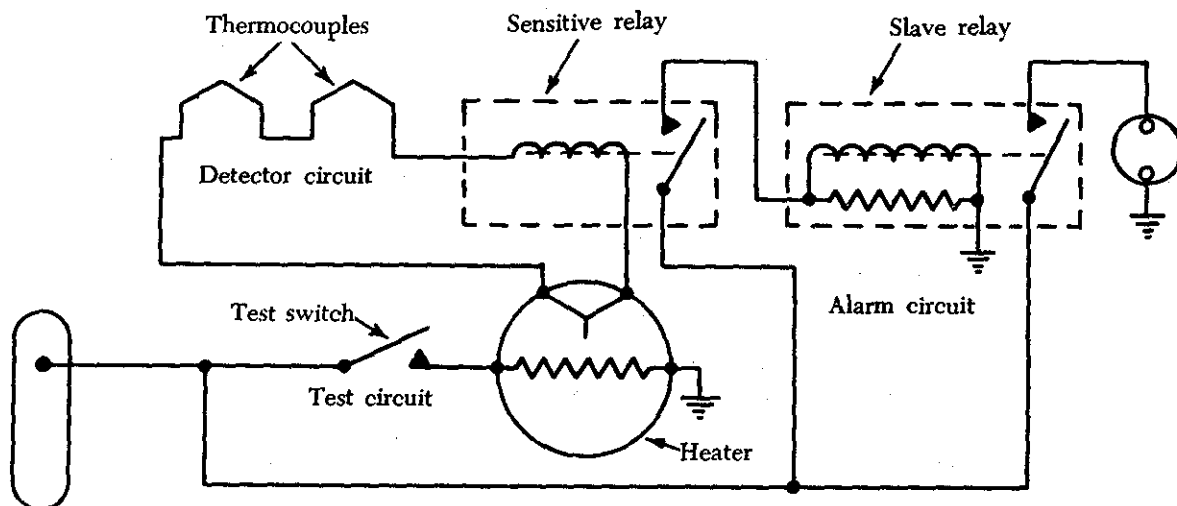 Thermocouples
Sensitive relay
Slave relay
Detector circuit
Alarm circuit
Test switch
Test circuit
Heater